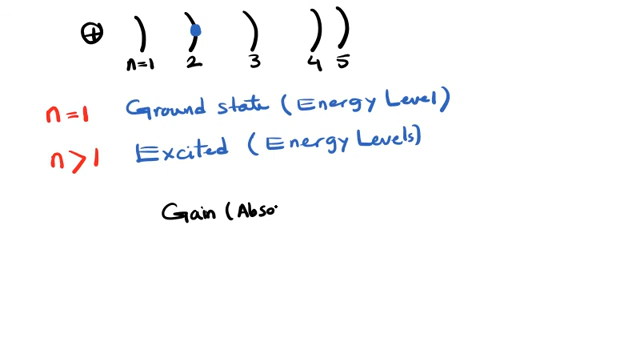 + n=1 2 3 4 5
n=1 Ground state (Energy Level)
n>1 Excited (Energy Levels)
Gain (Abso